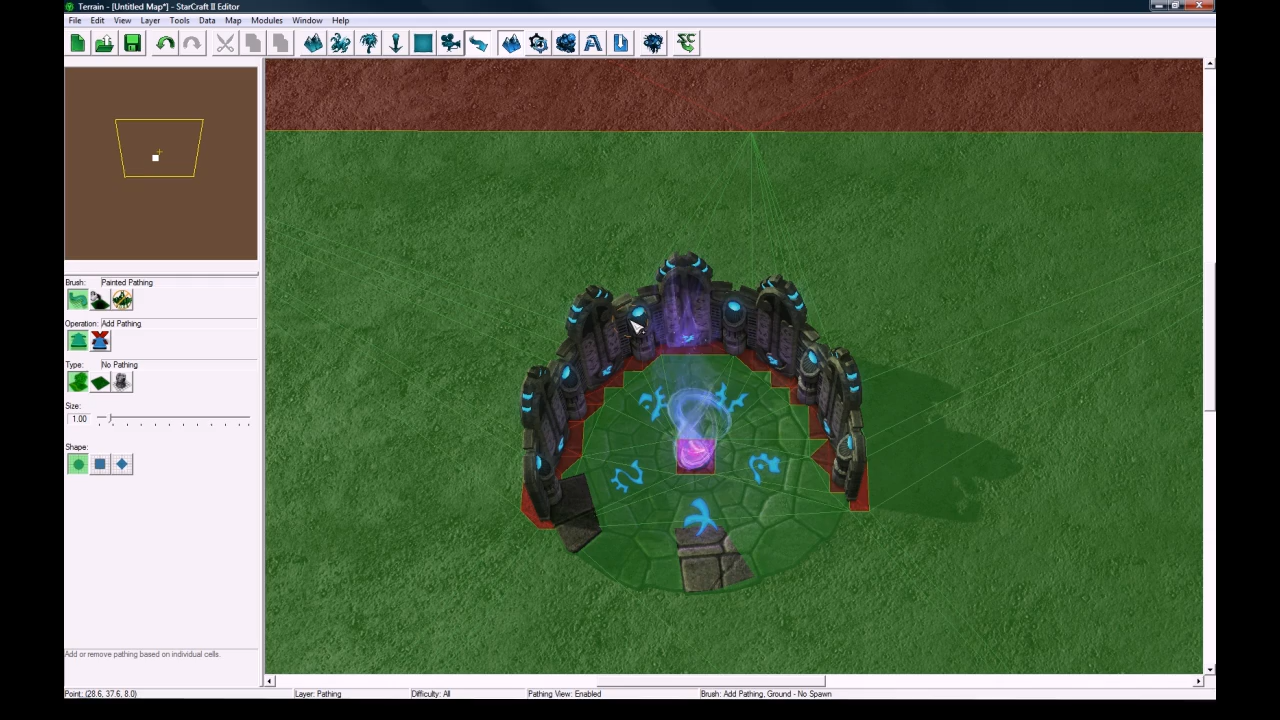 Terrain - [Untitled Map*] - StarCraft II Editor
File Edit View Layer Tools Data Map Modules Window Help
Brush: Painted Pathing
Operation: Add Pathing
Type: No Pathing
Size:
1.00
Shape:
Add or remove pathing based on individual cells.
Point: (28.6, 37.6, 8.0) Layer: Pathing Difficulty: All Pathing View: Enabled Brush: Add Pathing, Ground - No Spawn